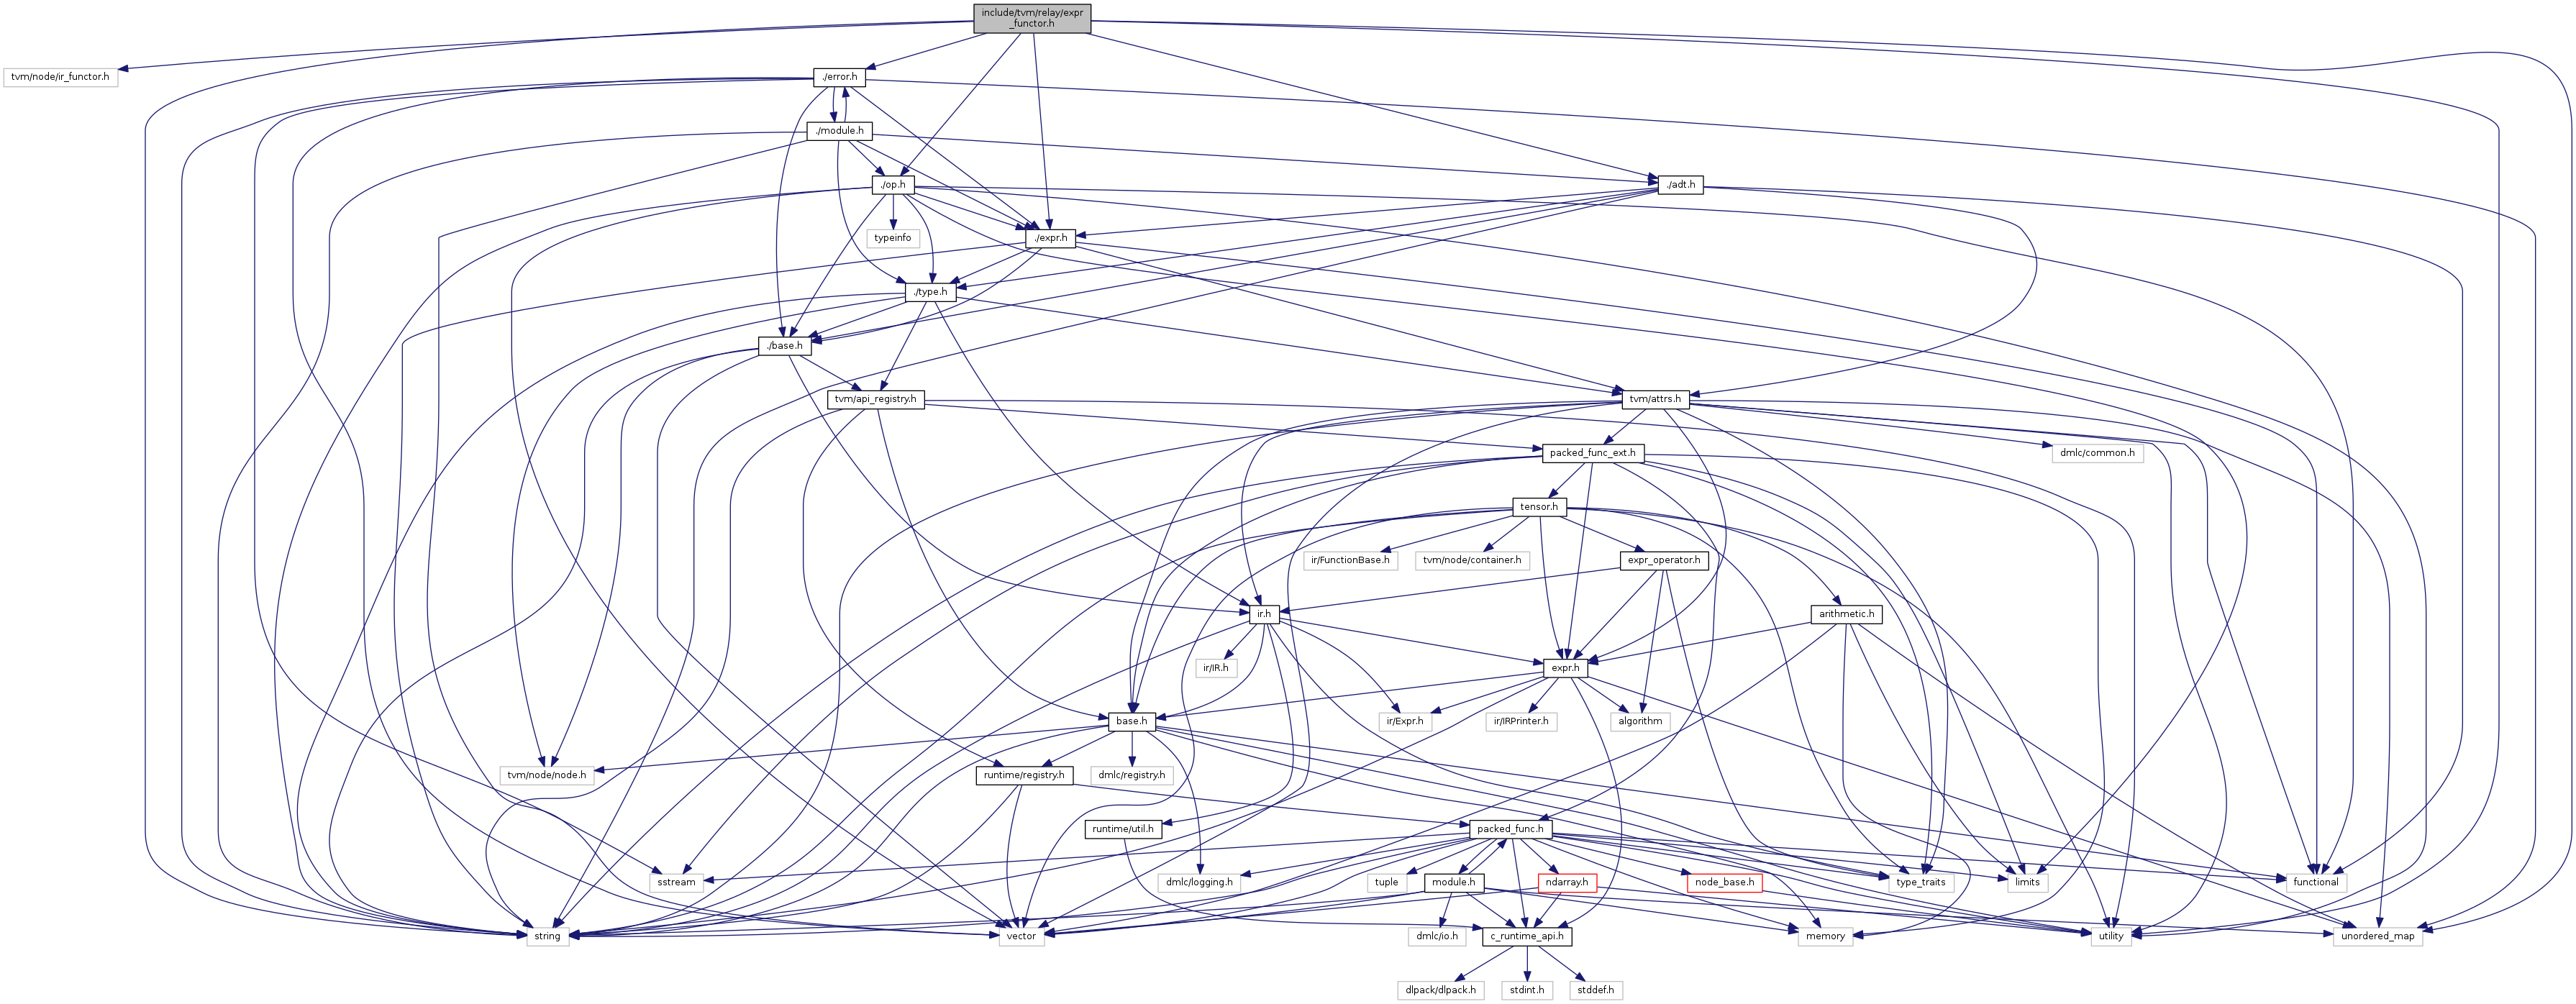 include/tvm/relay/expr
_functor.h
tvm/node/ir_functor.h
./error.h
./module.h
./op.h
./adt.h
typeinfo
./expr.h
./type.h
./base.h
tvm/api_registry.h
tvm/attrs.h
packed_func_ext.h
dmlc/common.h
tensor.h
ir/FunctionBase.h
tvm/node/container.h
expr_operator.h
ir.h
arithmetic.h
ir/IR.h
expr.h
base.h
ir/Expr.h
ir/IRPrinter.h
algorithm
tvm/node/node.h
runtime/registry.h
dmlc/registry.h
runtime/util.h
packed_func.h
sstream
dmlc/logging.h
tuple
module.h
ndarray.h
node_base.h
type_traits
limits
functional
string
vector
dmlc/io.h
c_runtime_api.h
memory
utility
unordered_map
dlpack/dlpack.h
stdint.h
stddef.h